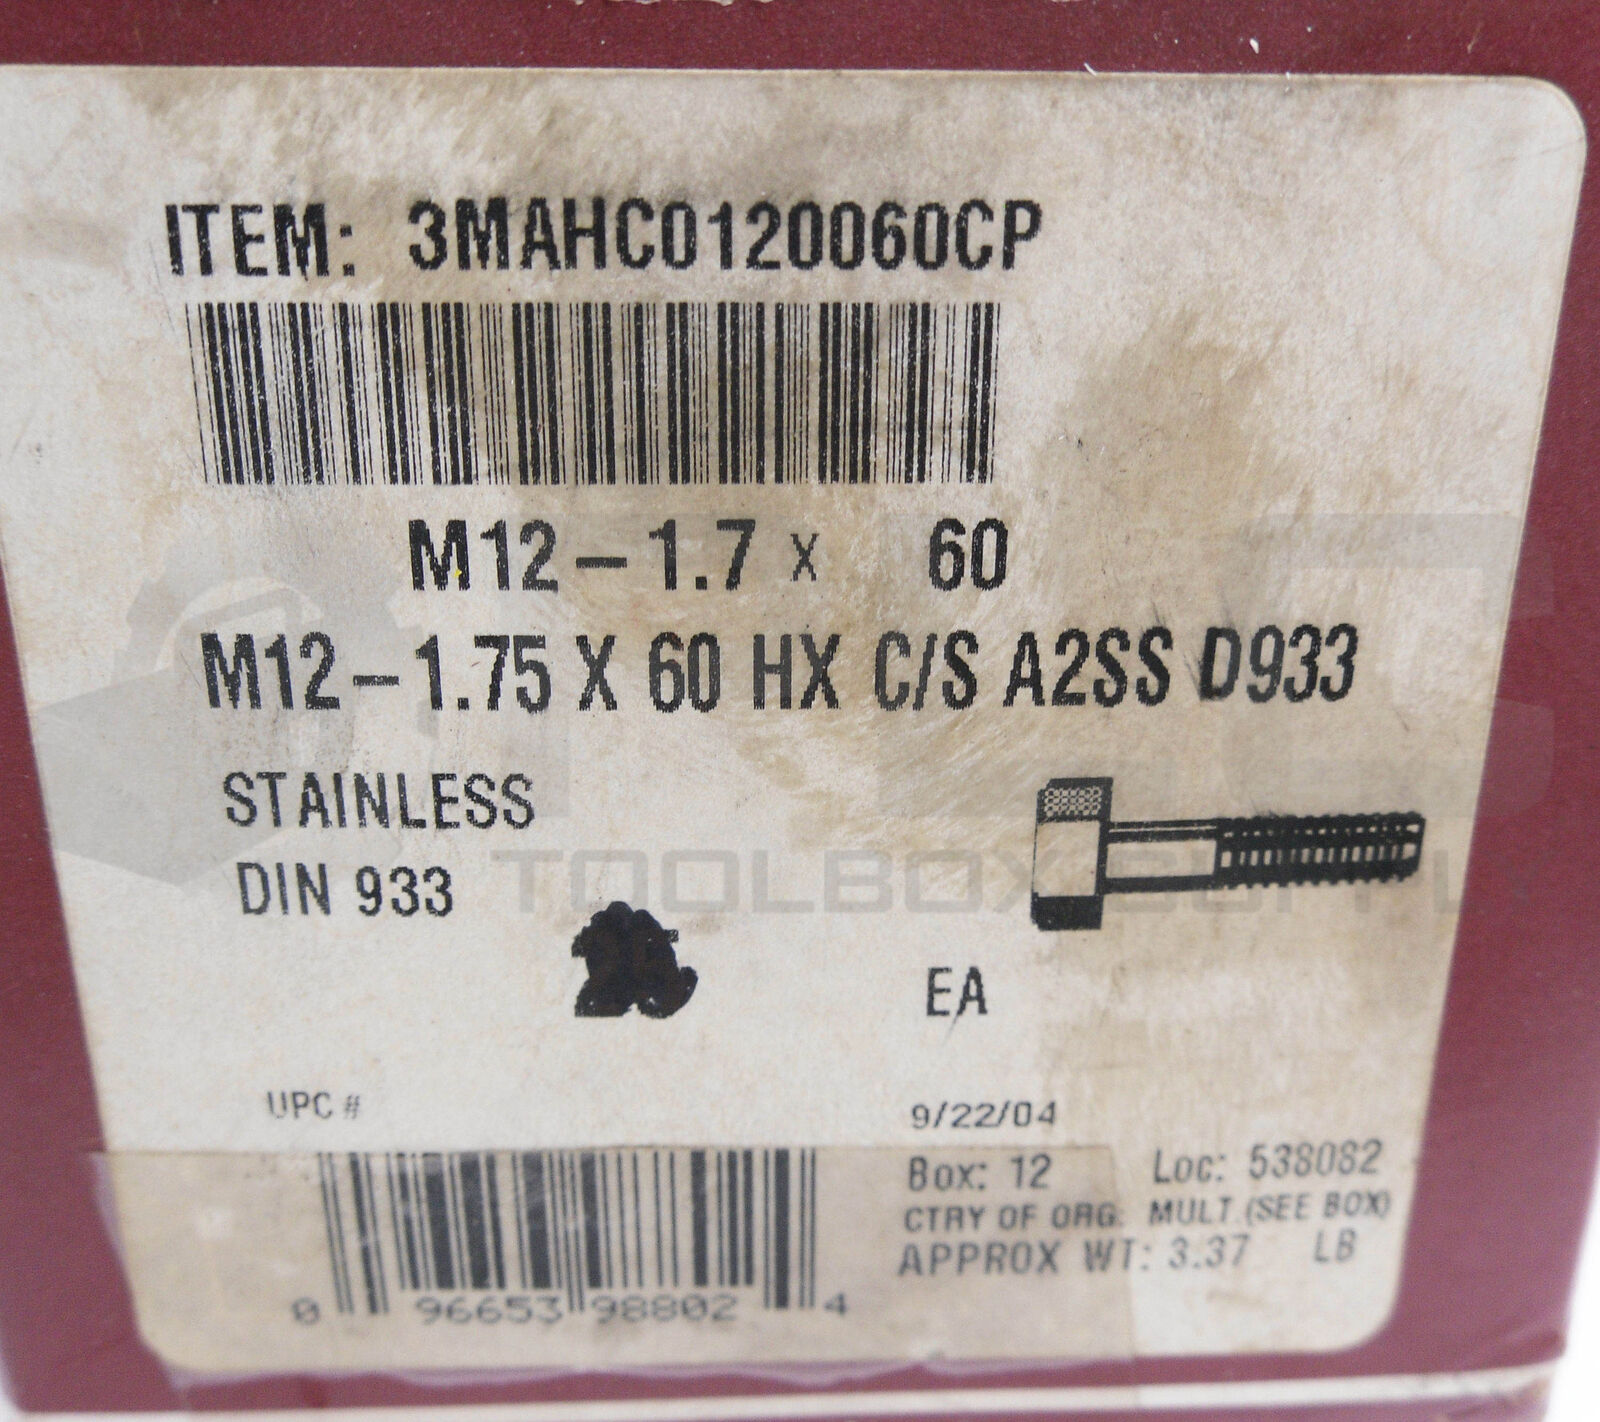 ITEM: 3MAHC0120060CP
M12-1.7 x 60
M12-1.75 X 60 HX C/S A2SS D933
STAINLESS
DIN 933
TOOLBOX SUPPLY
EA
UPC #
9/22/04
Box: 12 Loc: 538082
CTRY OF ORG: MULT.(SEE BOX)
APPROX WT: 3.37 LB
0 96653 98802 4